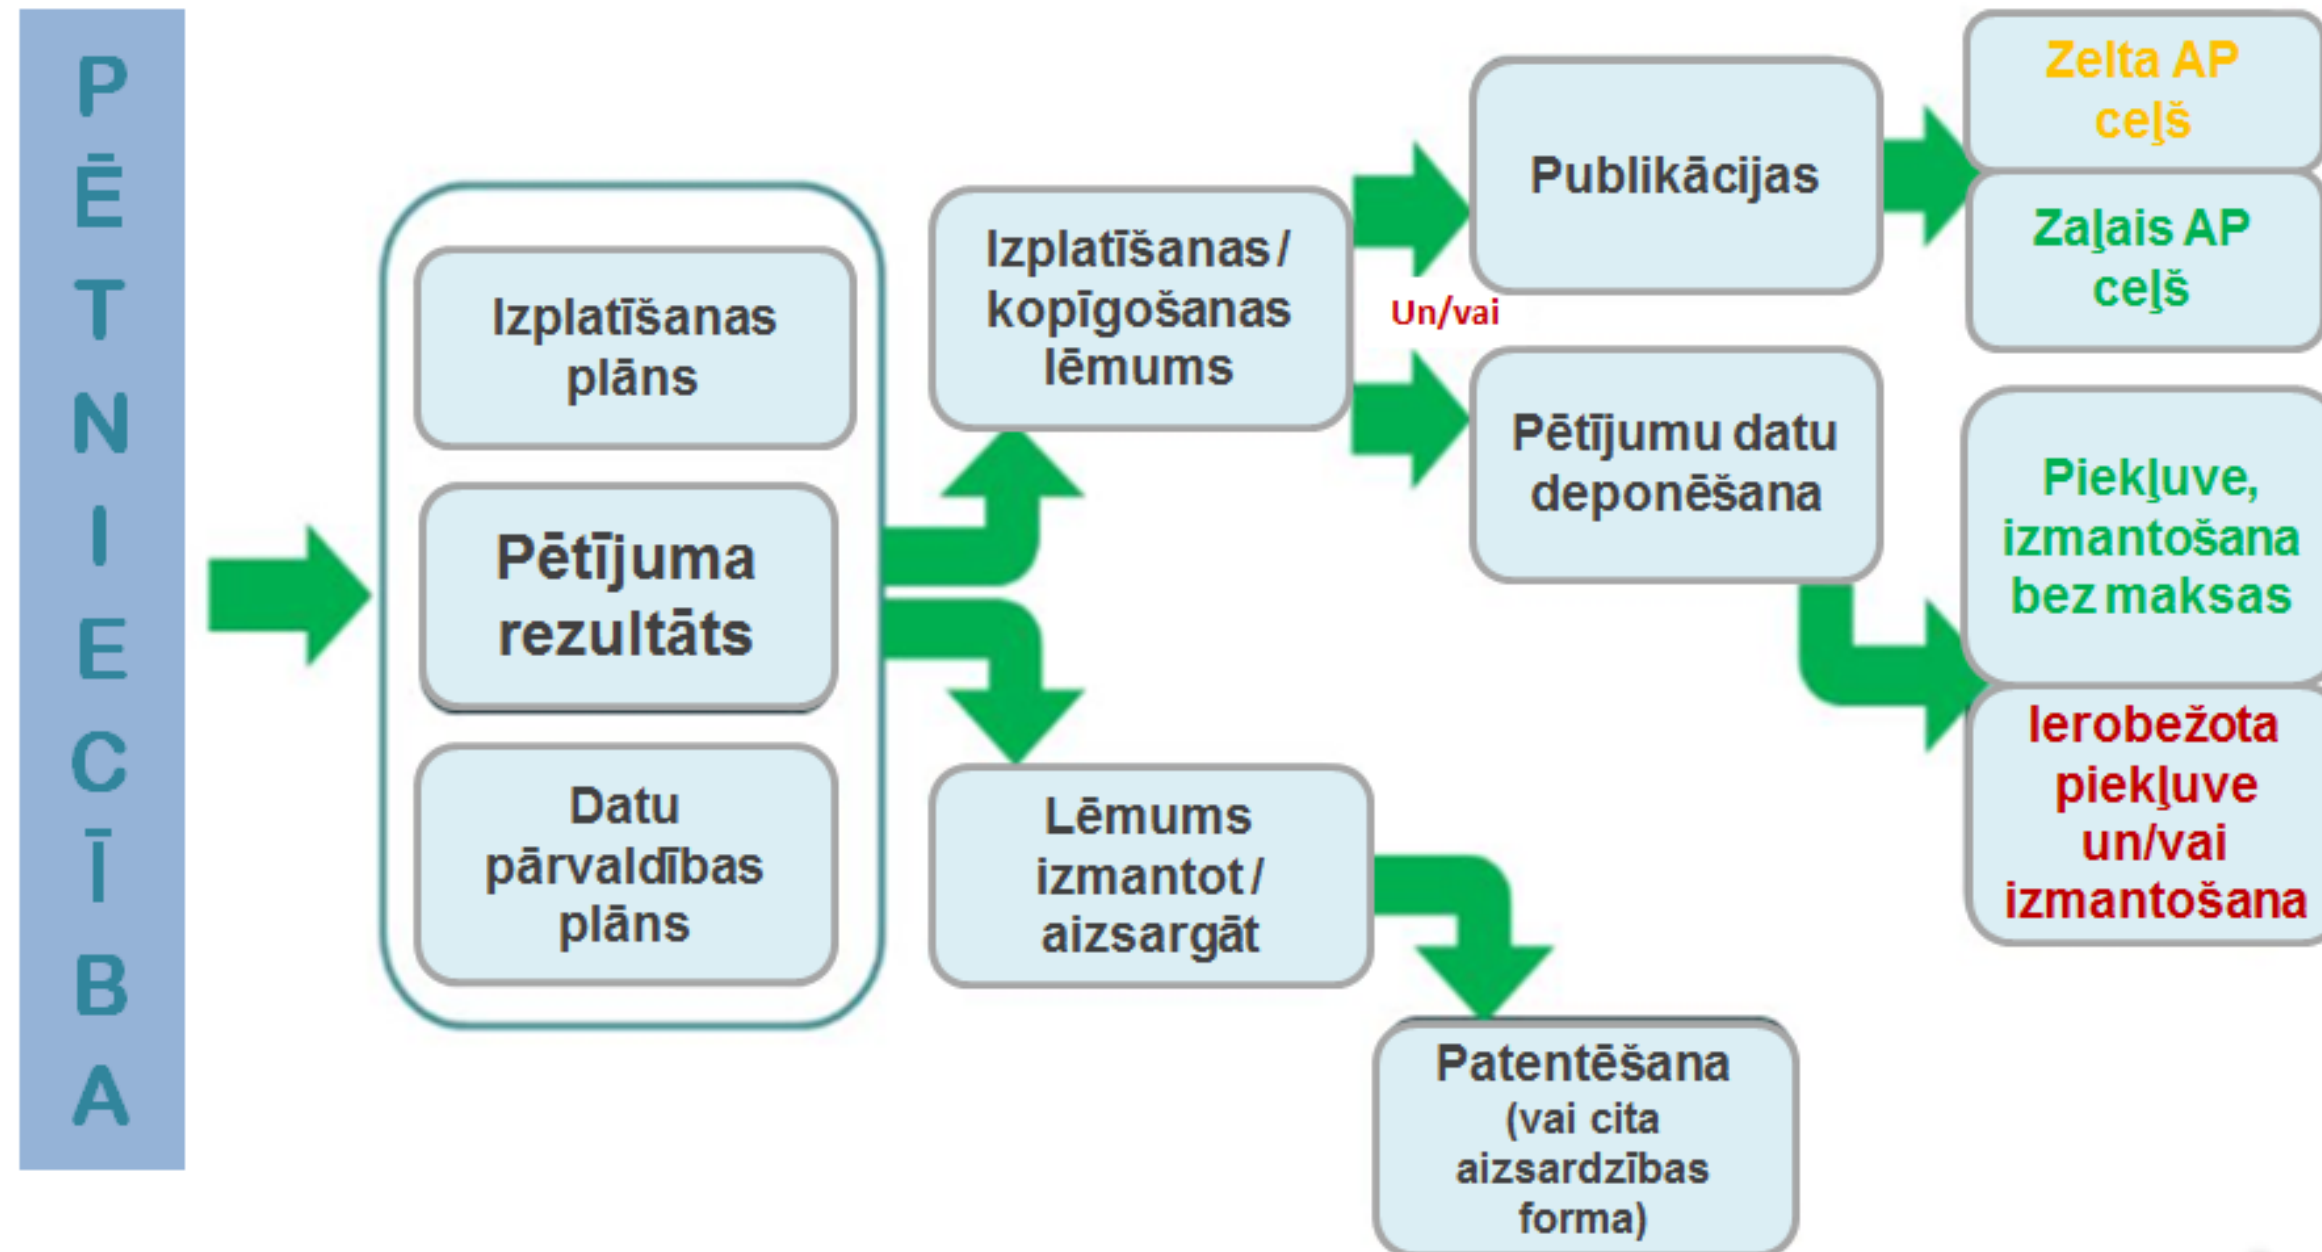 PĒTNIECĪBA
Izplatīšanas
plāns
Pētījuma
rezultāts
Datu
pārvaldības
plāns
Izplatīšanas /
kopīgošanas
lēmums
Lēmums
izmantot /
aizsargāt
Un/vai
Publikācijas
Pētījumu datu
deponēšana
Patentēšana
(vai cita
aizsardzības
forma)
Zelta AP
ceļš
Zaļais AP
ceļš
Piekļuve,
izmantošana
bez maksas
Ierobežota
piekļuve
un/vai
izmantošana